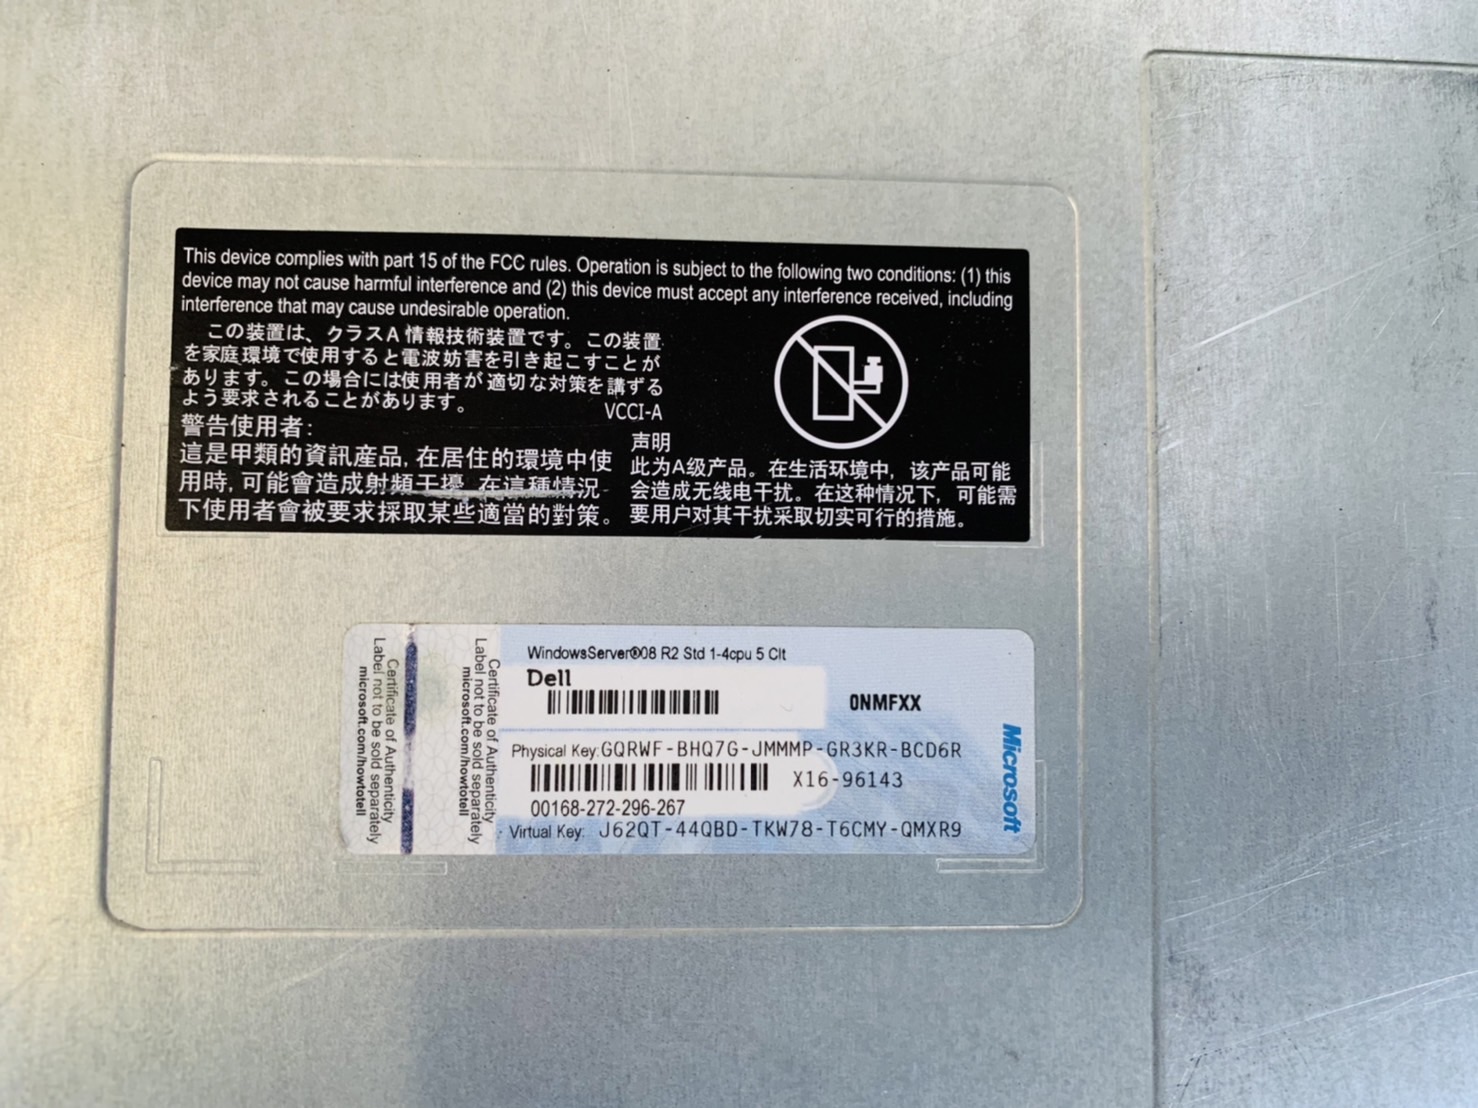 This device complies with part 15 of the FCC rules. Operation is subject to the following two conditions: (1) this
device may not cause harmful interference and (2) this device must accept any interference received, including
interference that may cause undesirable operation.
この装置は、クラスA情報技術装置です。この装置
を家庭環境で使用すると電波妨害を引き起こすことが
あります。この場合には使用者が適切な対策を講ずる
よう要求されることがあります。
VCCI-A
警告使用者:
這是甲類的資訊產品,在居住的環境中使
用時,可能會造成射頻干擾,在這種情況
下使用者會被要求採取某些適當的對策。
声明
此为A级产品。在生活环境中，该产品可能
会造成无线电干扰。在这种情况下，可能需
要用户对其干扰采取切实可行的措施。
Certificate of Authenticity
Label not to be sold separately
microsoft.com/howtotell
Certificate of Authenticity
Label not to be sold separately
microsoft.com/howtotell
WindowsServer®08 R2 Std 1-4cpu 5 Clt
Dell
0NMFXX
Physical Key: GQRWF-BHQ7G-JMMMP-GR3KR-BCD6R
X16-96143
00168-272-296-267
Virtual Key: J62QT-44QBD-TKW78-T6CMY-QMXR9
Microsoft